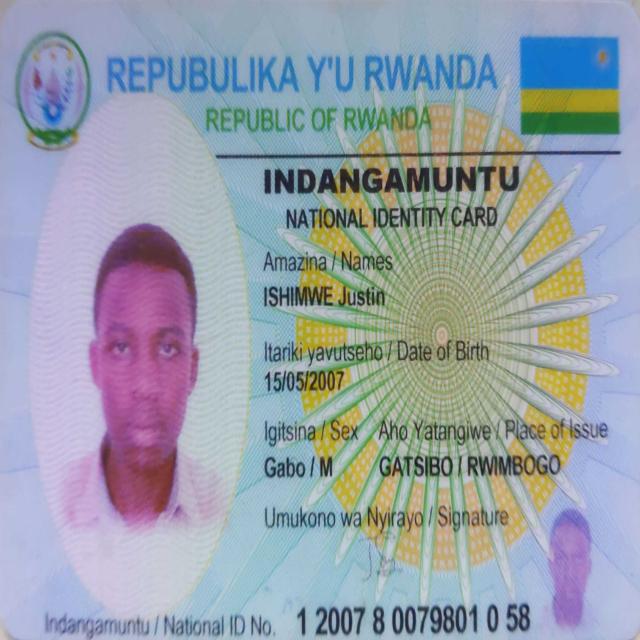 REPUBULIKA Y'U RWANDA
REPUBLIC OF RWANDA
INDANGAMUNTU
NATIONAL IDENTITY CARD
Amazina / Names
ISHIMWE Justin
Itariki yavutseho / Date of Birth
15/05/2007
Igitsina / Sex Aho Yatangiwe / Place of Issue
Gabo / M GATSIBO / RWIMBOGO
Umukono wa Nyirayo / Signature
Indangamuntu / National ID No. 1 2007 8 0079801 0 58